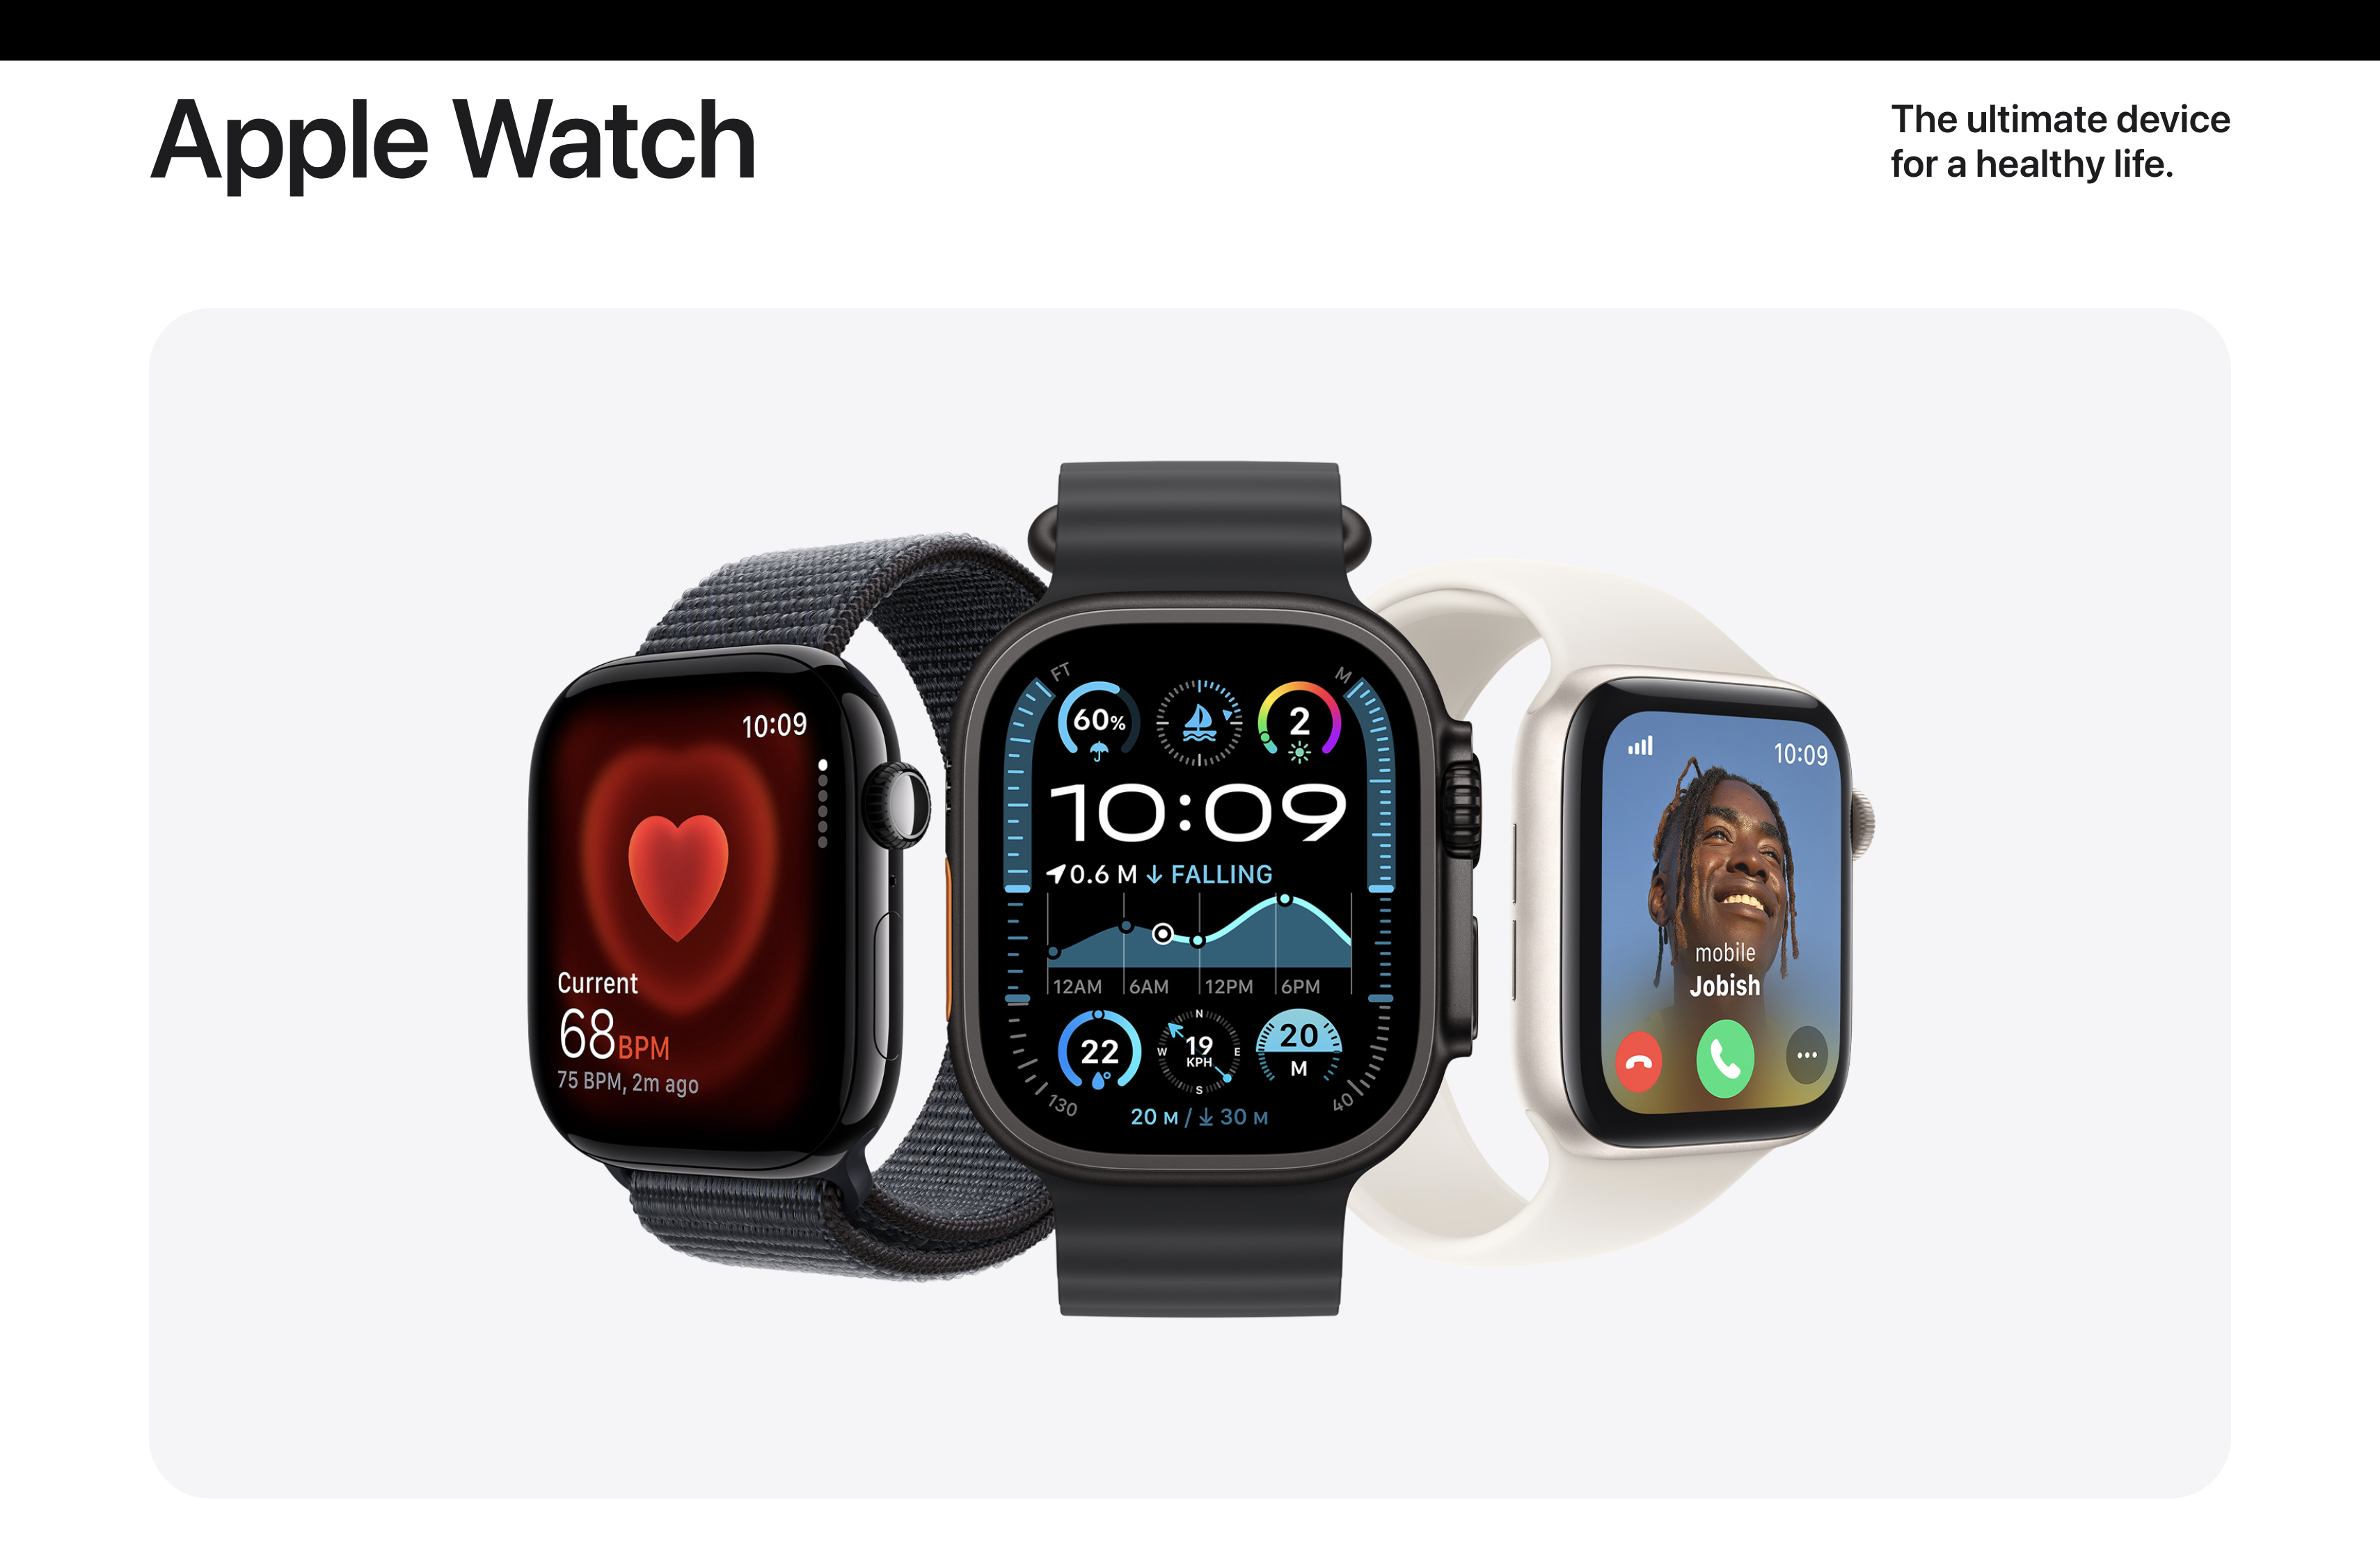 Apple Watch
The ultimate device
for a healthy life.
10:09
Current
68BPM
75 BPM, 2m ago
FT
M
60%
2
10:09
0.6 M ↓ FALLING
12AM 6AM 12PM 6PM
22
N
W
19
E
KPH
S
20
M
130
40
20 M / 30 M
10:09
mobile
Jobish